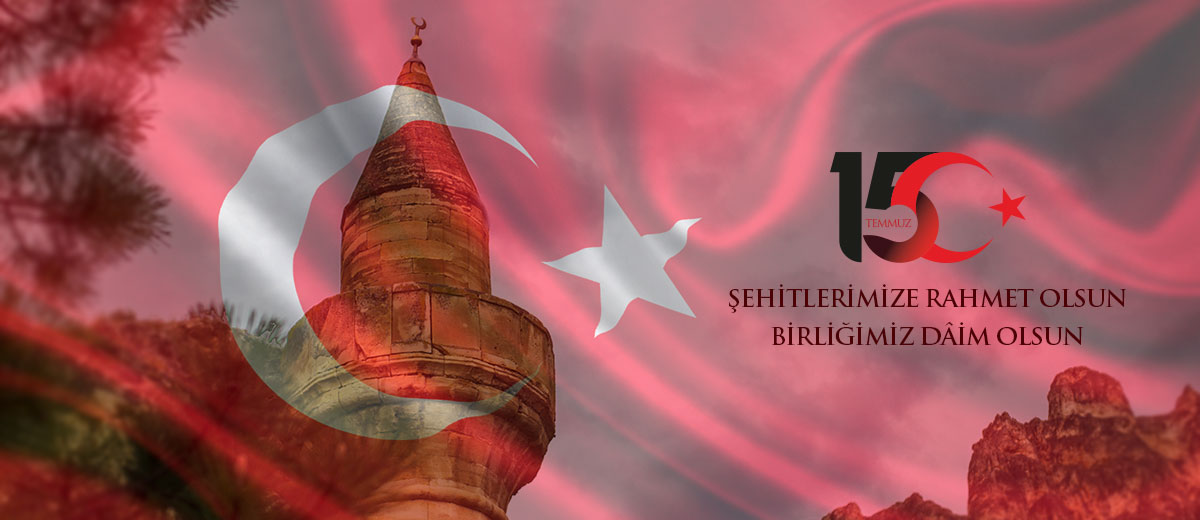 15
TEMMUZ
ŞEHİTLERİMİZE RAHMET OLSUN
BİRLİĞİMİZ DÂİM OLSUN